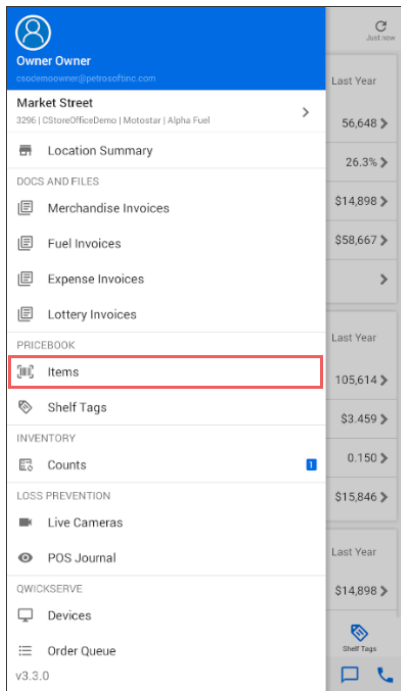 Owner Owner
csodemoowner@petrosoftinc.com
Market Street
3296 | CStoreOfficeDemo | Motostar | Alpha Fuel
Location Summary
DOCS AND FILES
Merchandise Invoices
Fuel Invoices
Expense Invoices
Lottery Invoices
PRICEBOOK
Items
Shelf Tags
INVENTORY
Counts
1
LOSS PREVENTION
Live Cameras
POS Journal
QWICKSERVE
Devices
Order Queue
v3.3.0
Just now
Last Year
56,648
26.3%
$14,898
$58,667
Last Year
105,614
$3.459
0.150
$15,846
Last Year
$14,898
Shelf Tags